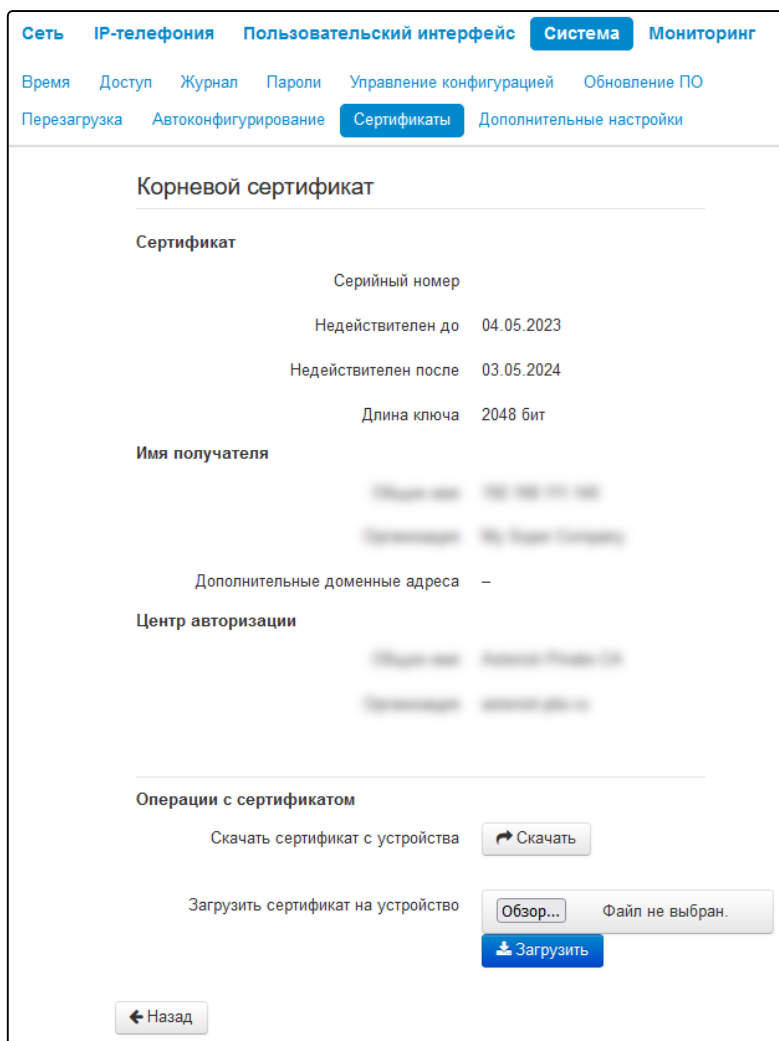 Сеть IP-телефония Пользовательский интерфейс Система Мониторинг
Время Доступ Журнал Пароли Управление конфигурацией Обновление ПО
Перезагрузка Автоконфигурирование Сертификаты Дополнительные настройки
Корневой сертификат
Сертификат
Серийный номер
Недействителен до 04.05.2023
Недействителен после 03.05.2024
Длина ключа 2048 бит
Имя получателя
Дополнительные доменные адреса –
Центр авторизации
Операции с сертификатом
Скачать сертификат с устройства Скачать
Загрузить сертификат на устройство Обзор... Файл не выбран.
Загрузить
Назад